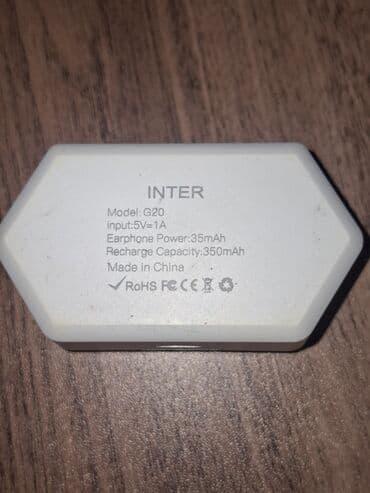 INTER
Model: G20
input:5V=1A
Earphone Power:35mAh
Recharge Capacity:350mAh
Made in China
RoHS FC CE